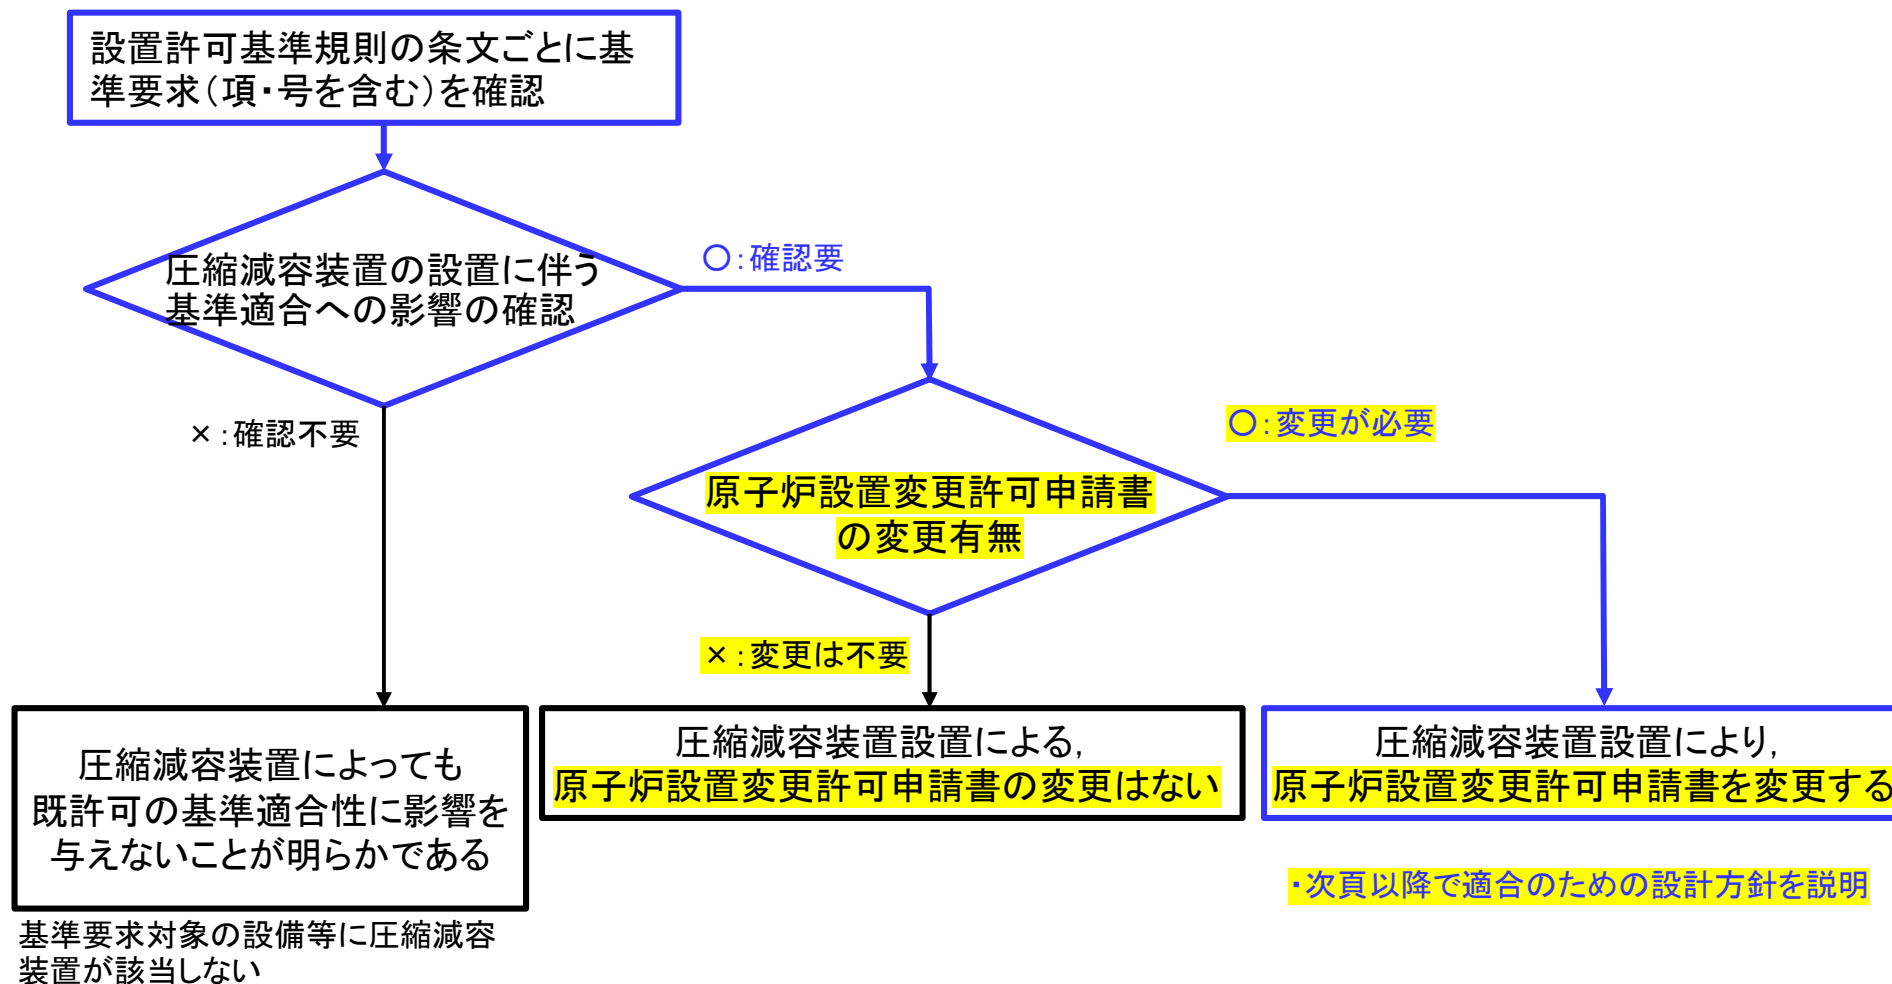 設置許可基準規則の条文ごとに基
準要求（項・号を含む）を確認
圧縮減容装置の設置に伴う
基準適合への影響の確認
〇：確認要
×：確認不要
原子炉設置変更許可申請書
の変更有無
〇：変更が必要
×：変更は不要
圧縮減容装置によっても
既許可の基準適合性に影響を
与えないことが明らかである
圧縮減容装置設置による，
原子炉設置変更許可申請書の変更はない
圧縮減容装置設置により，
原子炉設置変更許可申請書を変更する
・次頁以降で適合のための設計方針を説明
基準要求対象の設備等に圧縮減容
装置が該当しない